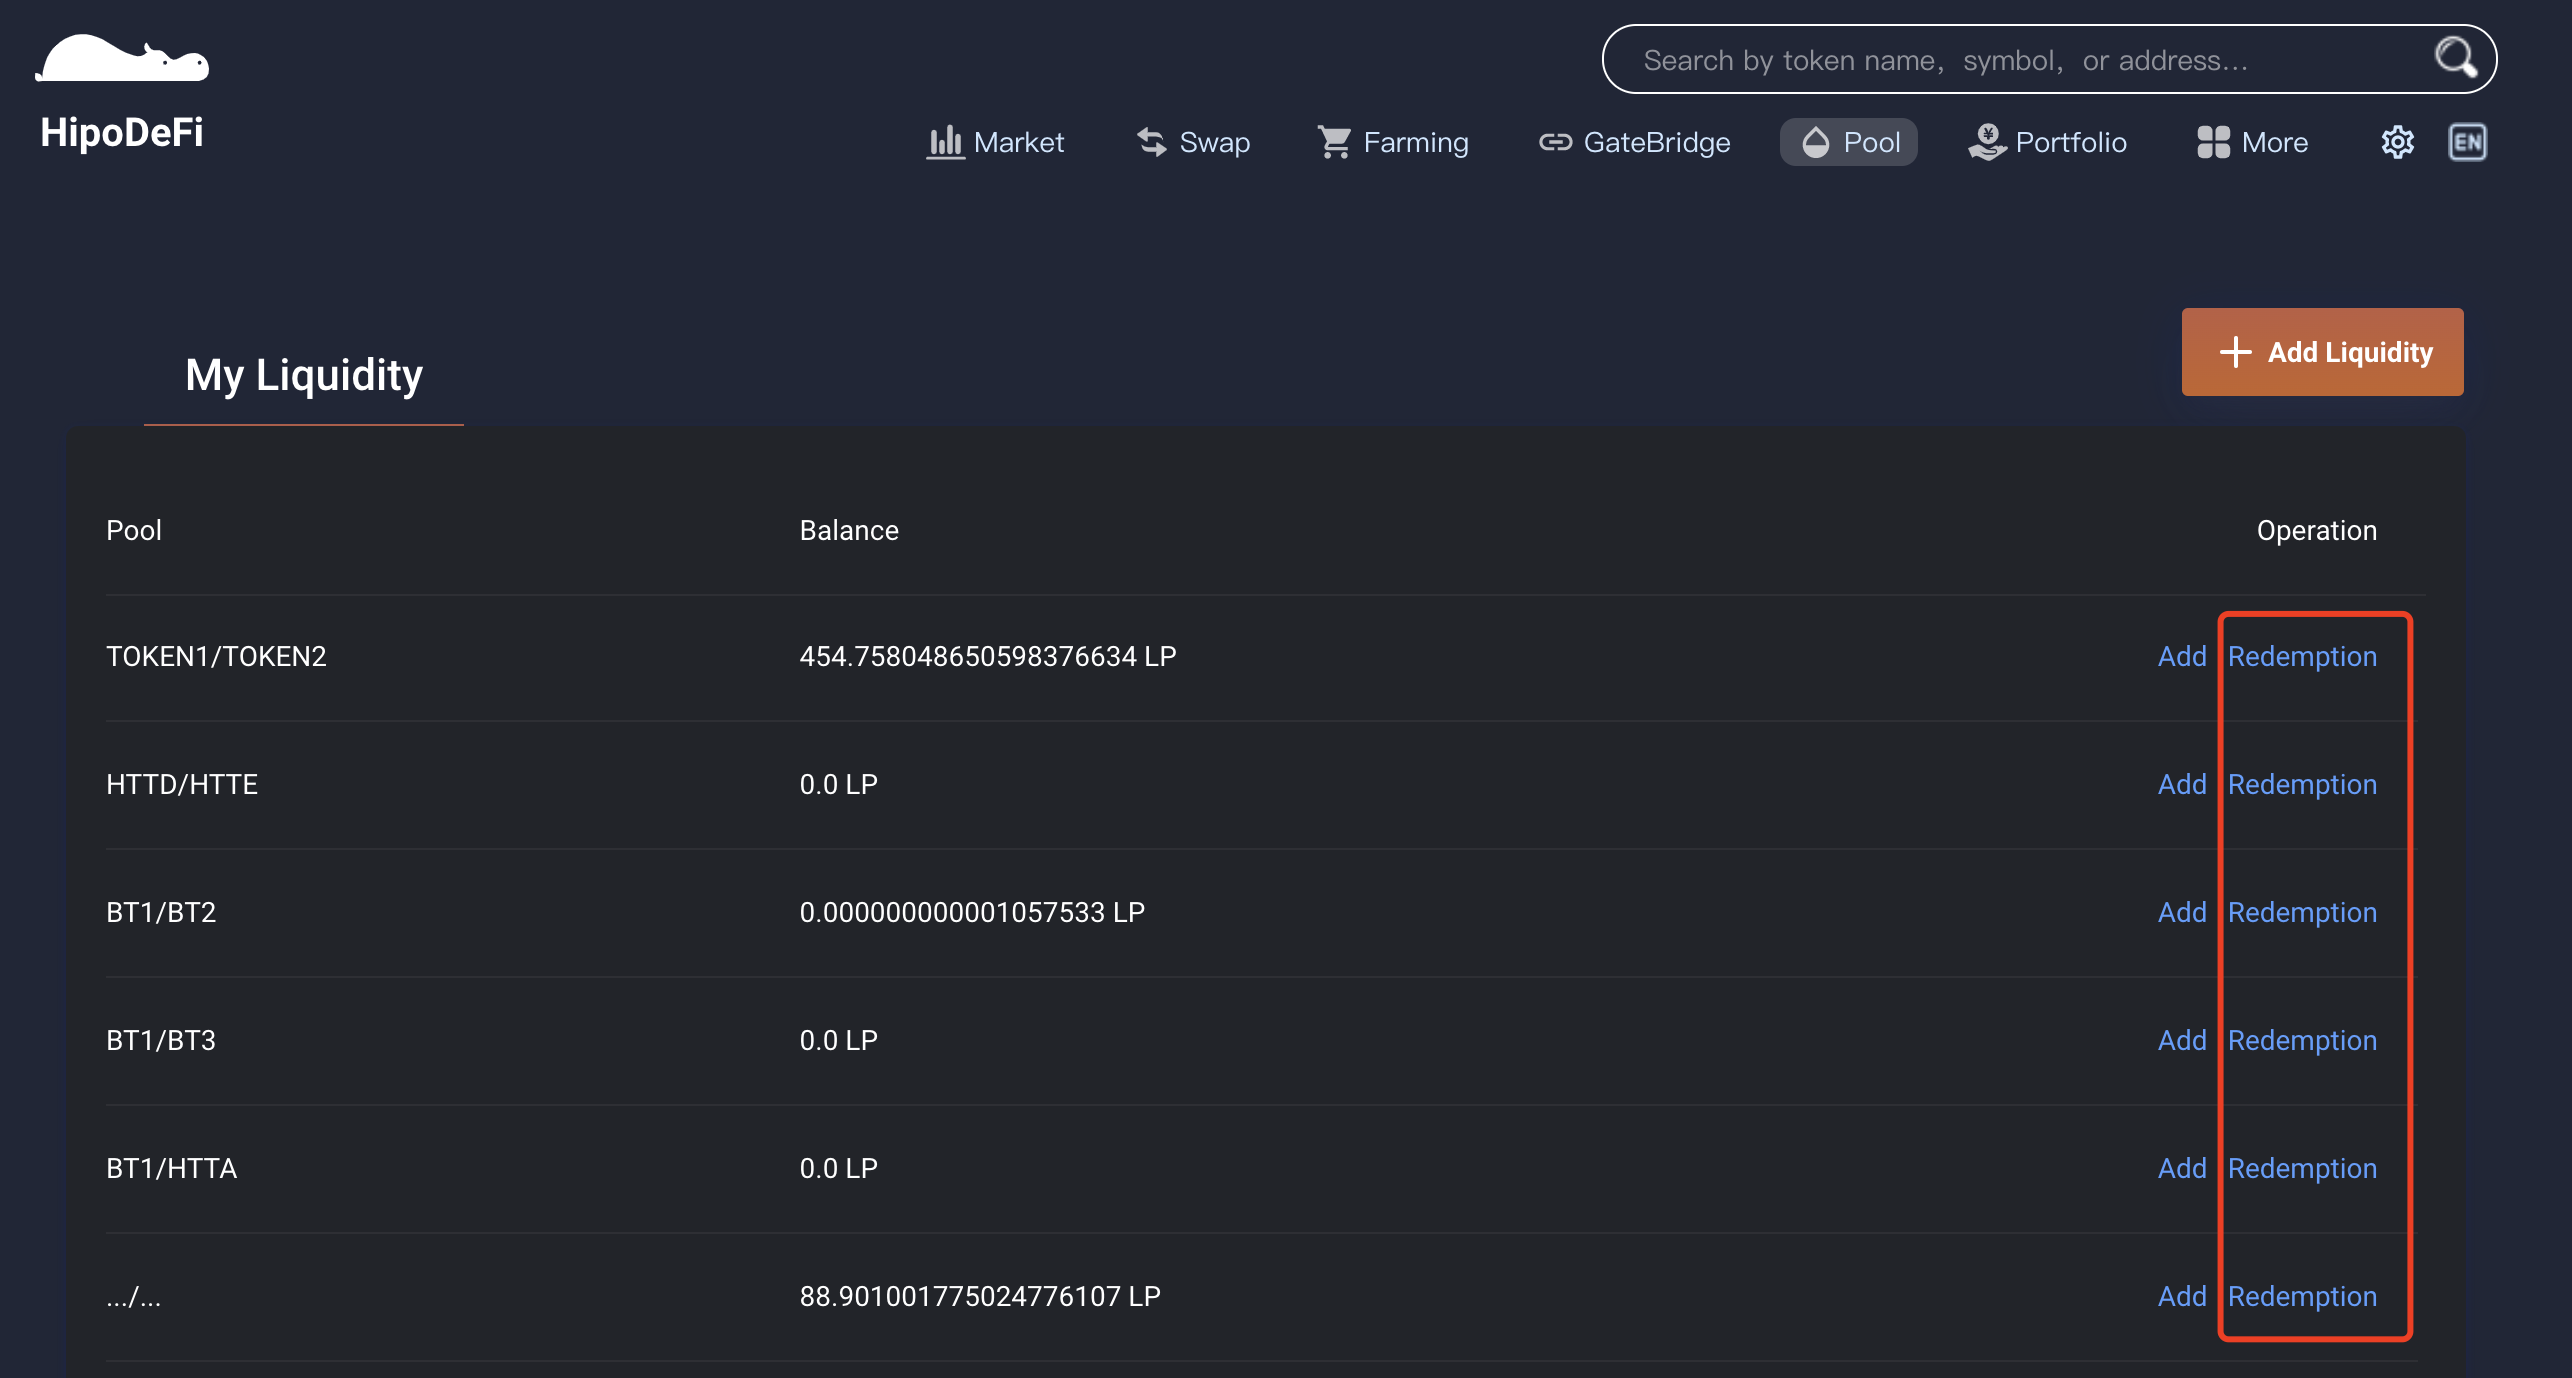 Search by token name, symbol, or address...
HipoDeFi
Market Swap Farming GateBridge Pool Portfolio More EN
My Liquidity
Add Liquidity
Pool Balance Operation
TOKEN1/TOKEN2 454.758048650598376634 LP Add Redemption
HTTD/HTTE 0.0 LP Add Redemption
BT1/BT2 0.000000000001057533 LP Add Redemption
BT1/BT3 0.0 LP Add Redemption
BT1/HTTA 0.0 LP Add Redemption
.../... 88.901001775024776107 LP Add Redemption